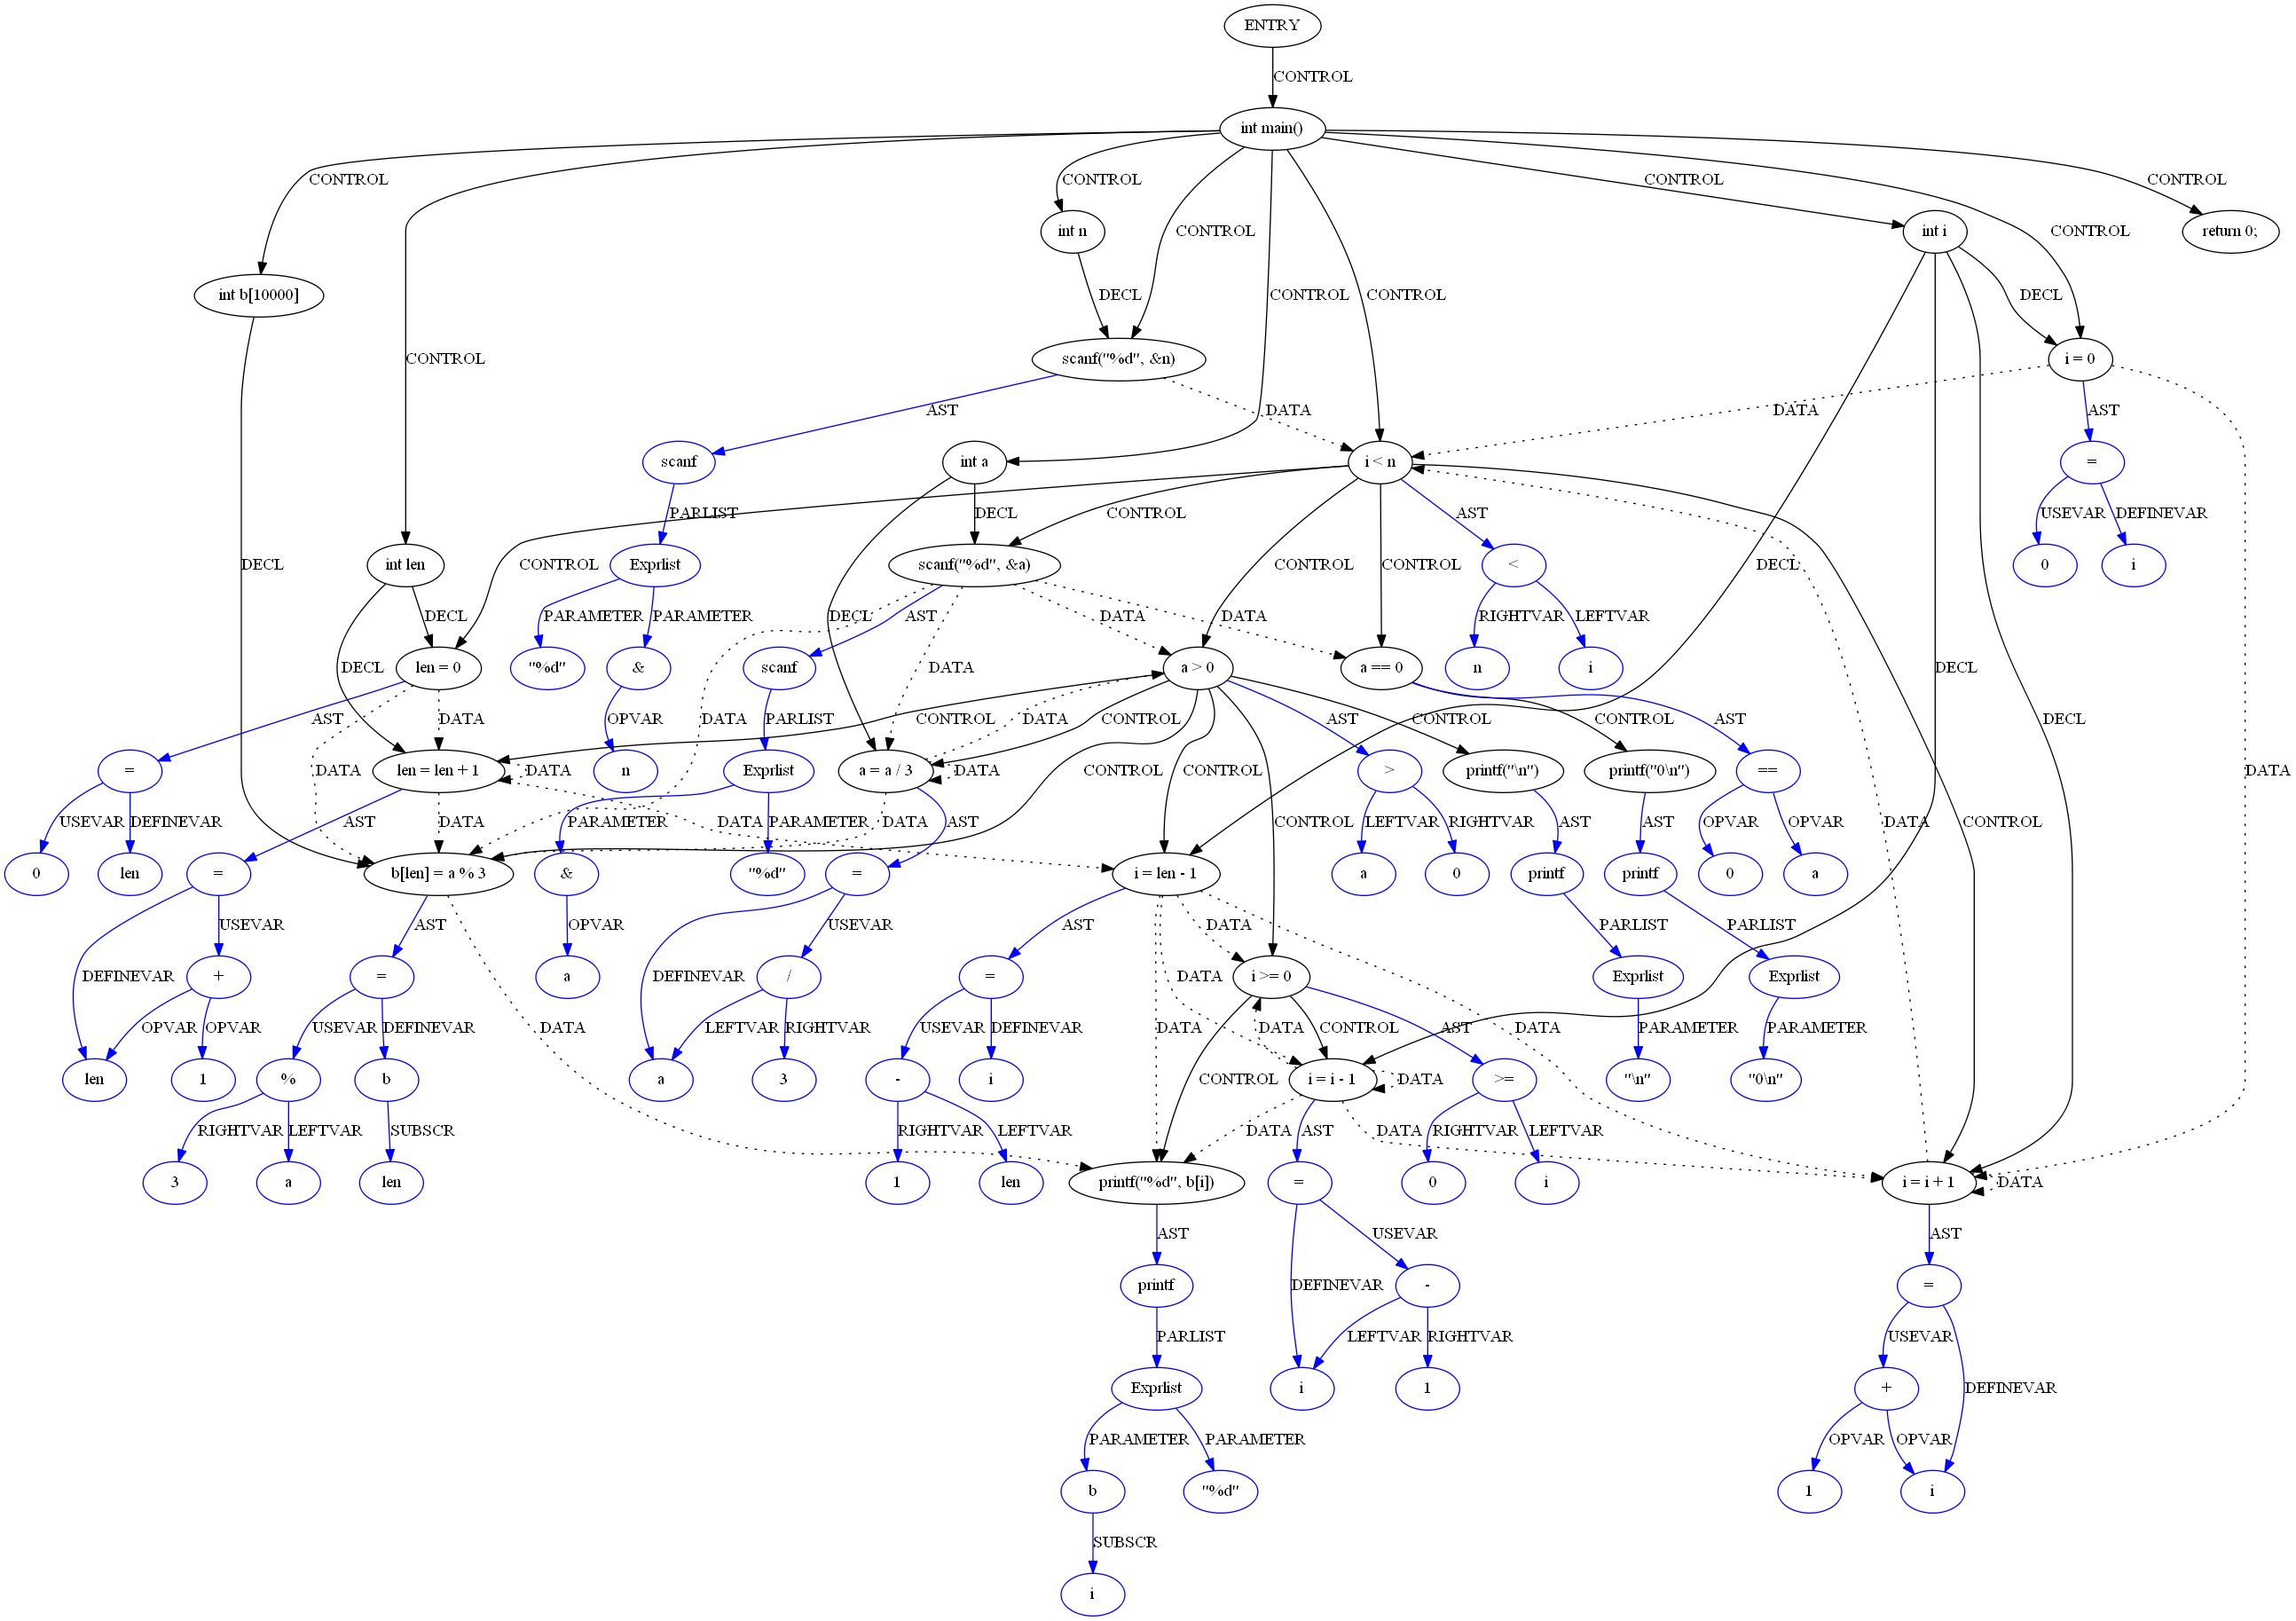 ENTRY
CONTROL
int main()
CONTROL
CONTROL
CONTROL
CONTROL
int n
int i
return 0;
CONTROL
CONTROL
int b[10000]
DECL
CONTROL
CONTROL
DECL
CONTROL
scanf("%d", &n)
i = 0
AST
DATA
DATA
AST
scanf
int a
i < n
=
PARLIST
DECL
CONTROL
AST
USEVAR
DEFINEVAR
DECL
int len
CONTROL
Exprlist
scanf("%d", &a)
CONTROL
CONTROL
<
DECL
0
i
DECL
DECL
PARAMETER
PARAMETER
DECL
AST
DATA
DATA
RIGHTVAR
LEFTVAR
len = 0
"%d"
&
DATA
scanf
a > 0
a == 0
n
i
DECL
DECL
AST
DATA
OPVAR
DATA
PARLIST
DATA
CONTROL
CONTROL
AST
CONTROL
CONTROL
AST
=
DATA
len = len + 1
DATA
n
Exprlist
a = a / 3
DATA
CONTROL
CONTROL
>
printf("\n")
printf("0\n")
==
DATA
USEVAR
DEFINEVAR
AST
DATA
PARAMETER
PARAMETER
DATA
DATA
AST
CONTROL
LEFTVAR
RIGHTVAR
AST
AST
OPVAR
OPVAR
DATA
CONTROL
0
len
=
b[len] = a % 3
&
"%d"
=
i = len - 1
a
0
printf
printf
0
a
USEVAR
AST
OPVAR
USEVAR
AST
DATA
PARLIST
PARLIST
DEFINEVAR
+
=
a
DEFINEVAR
/
=
DATA
i >= 0
Exprlist
Exprlist
OPVAR
OPVAR
USEVAR
DEFINEVAR
DATA
LEFTVAR
RIGHTVAR
USEVAR
DEFINEVAR
DATA
DATA
CONTROL
AST
DATA
PARAMETER
PARAMETER
len
1
%
b
a
3
-
i
CONTROL
i = i - 1
DATA
>=
"\n"
"0\n"
RIGHTVAR
LEFTVAR
SUBSCR
RIGHTVAR
LEFTVAR
DATA
AST
DATA
RIGHTVAR
LEFTVAR
3
a
len
1
len
printf("%d", b[i])
=
0
i
i = i + 1
DATA
AST
USEVAR
AST
printf
DEFINEVAR
-
=
PARLIST
LEFTVAR
RIGHTVAR
USEVAR
Exprlist
i
1
+
DEFINEVAR
PARAMETER
PARAMETER
OPVAR
OPVAR
b
"%d"
1
i
SUBSCR
i